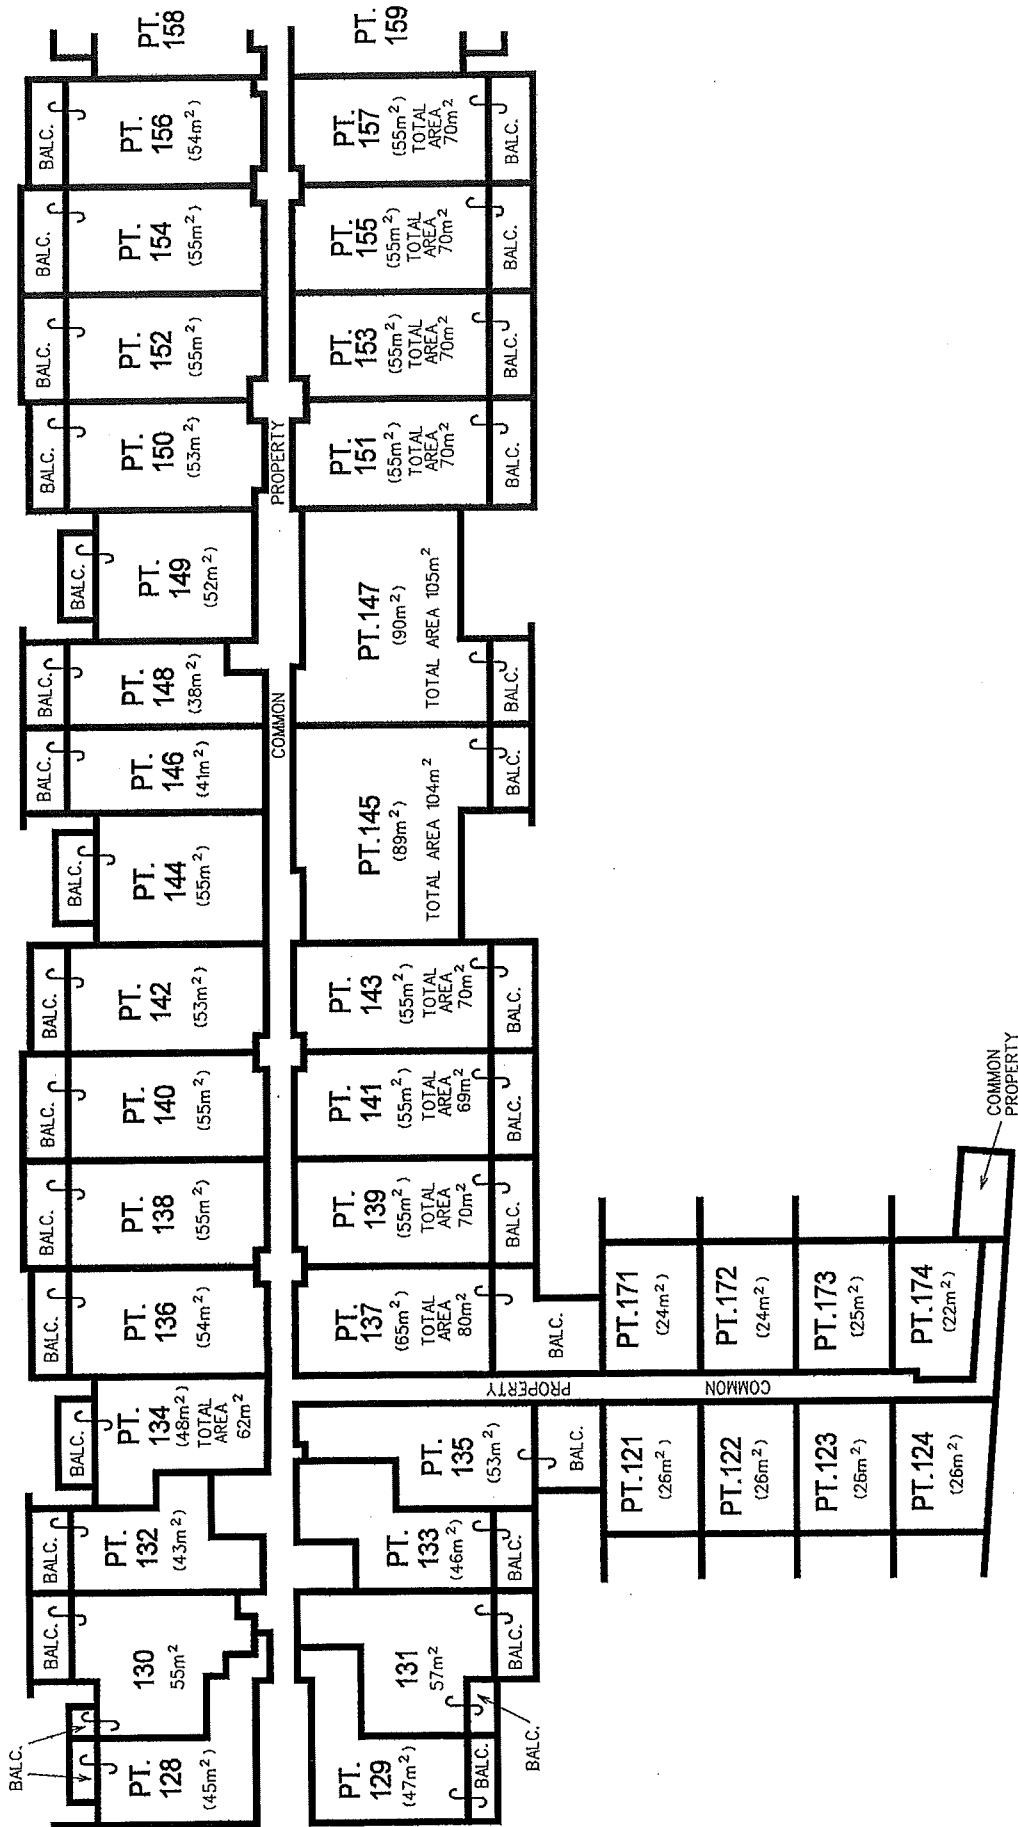 PT.
158
PT.
159
BALC.
PT.
156
(54m²)
PT.
157
(55m²)
TOTAL
AREA
70m²
BALC.
BALC.
PT.
154
(55m²)
PT.
155
(55m²)
TOTAL
AREA
70m²
BALC.
BALC.
PT.
152
(55m²)
PT.
153
(55m²)
TOTAL
AREA
70m²
BALC.
BALC.
PT.
150
(53m²)
PROPERTY
PT.
151
(55m²)
TOTAL
AREA
70m²
BALC.
BALC.
PT.
149
(52m²)
PT.147
(90m²)
TOTAL AREA 105m²
BALC.
BALC.
PT.
148
(38m²)
COMMON
BALC.
PT.
146
(41m²)
PT.145
(89m²)
TOTAL AREA 104m²
BALC.
BALC.
PT.
144
(55m²)
BALC.
PT.
142
(53m²)
PT.
143
(55m²)
TOTAL
AREA
70m²
BALC.
BALC.
PT.
140
(55m²)
PT.
141
(55m²)
TOTAL
AREA
69m²
BALC.
BALC.
PT.
138
(55m²)
PT.
139
(55m²)
TOTAL
AREA
70m²
BALC.
BALC.
PT.
136
(54m²)
PT.
137
(65m²)
TOTAL
AREA
80m²
BALC.
PT.171
(24m²)
PT.172
(24m²)
PT.173
(25m²)
PT.174
(22m²)
COMMON
PROPERTY
COMMON
PROPERTY
BALC.
PT.
134
(48m²)
TOTAL
AREA
62m²
PT.
135
(53m²)
BALC.
PT.121
(26m²)
PT.122
(26m²)
PT.123
(26m²)
PT.124
(26m²)
BALC.
PT.
132
(43m²)
PT.
133
(46m²)
BALC.
BALC.
130
55m²
131
57m²
BALC.
BALC.
BALC.
PT.
128
(45m²)
PT.
129
(47m²)
BALC.